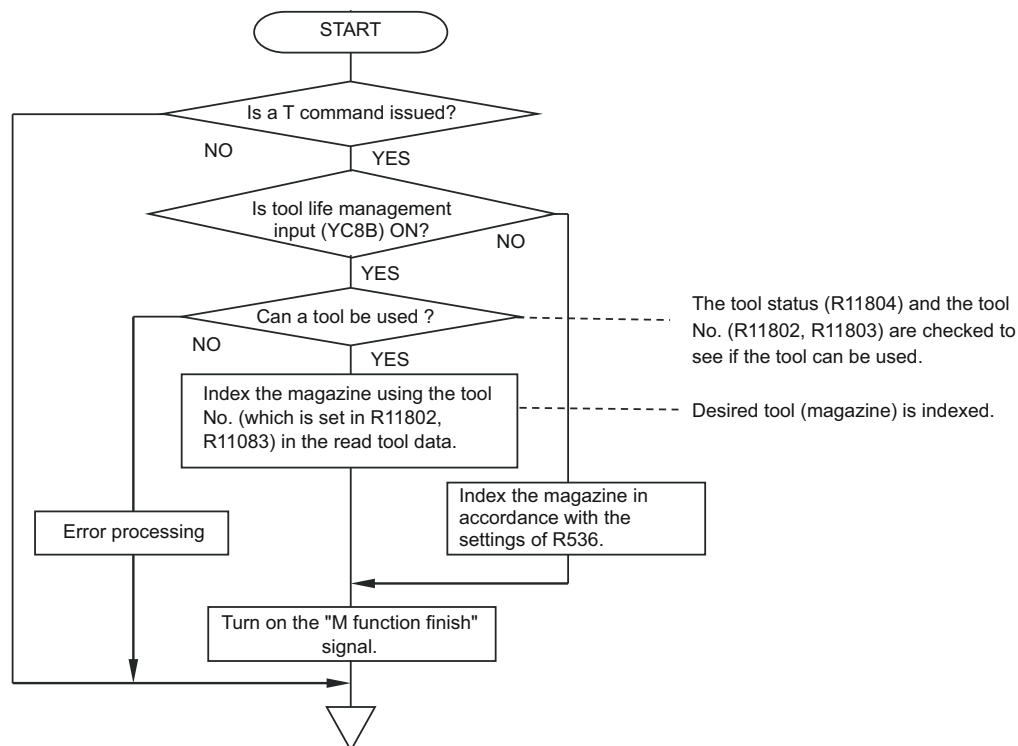 START
Is a T command issued?
NO
YES
Is tool life management
input (YC8B) ON?
NO
YES
Can a tool be used ?
NO
YES
The tool status (R11804) and the tool
No. (R11802, R11803) are checked to
see if the tool can be used.
Index the magazine using the tool
No. (which is set in R11802,
R11083) in the read tool data.
Desired tool (magazine) is indexed.
Index the magazine in
accordance with the
settings of R536.
Error processing
Turn on the "M function finish"
signal.